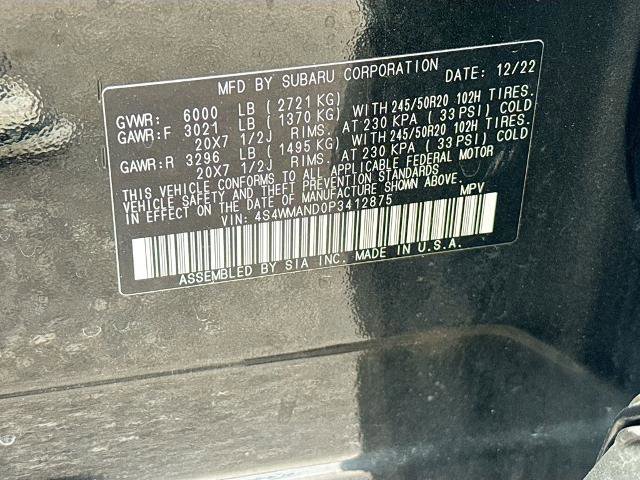 MFD BY SUBARU CORPORATION DATE: 12/22
GVWR: 6000 LB ( 2721 KG)
GAWR:F 3021 LB ( 1370 KG) WITH 245/50R20 102H TIRES.
20X7 1/2J RIMS. AT 230 KPA ( 33 PSI) COLD
GAWR:R 3296 LB ( 1495 KG) WITH 245/50R20 102H TIRES.
20X7 1/2J RIMS. AT 230 KPA ( 33 PSI) COLD
THIS VEHICLE CONFORMS TO ALL APPLICABLE FEDERAL MOTOR
VEHICLE SAFETY AND THEFT PREVENTION STANDARDS IN
EFFECT ON THE DATE OF MANUFACTURE SHOWN ABOVE.
VIN: 4S4WMAND0P3412875 MPV
ASSEMBLED BY SIA INC. MADE IN U.S.A.